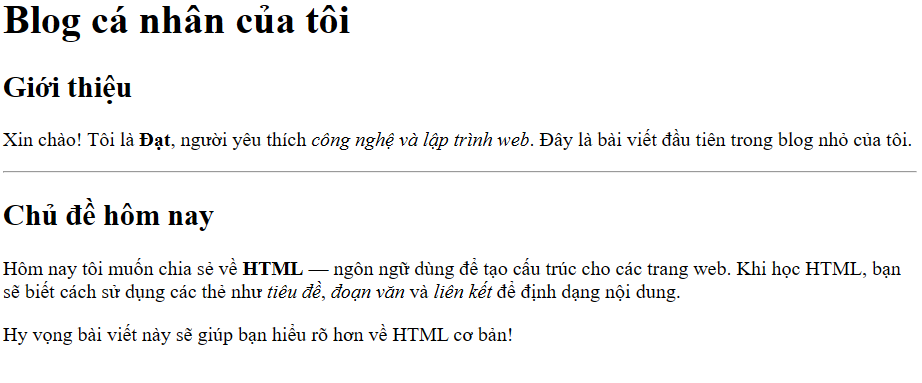 Blog cá nhân của tôi
Giới thiệu
Xin chào! Tôi là Đạt, người yêu thích công nghệ và lập trình web. Đây là bài viết đầu tiên trong blog nhỏ của tôi.
Chủ đề hôm nay
Hôm nay tôi muốn chia sẻ về HTML — ngôn ngữ dùng để tạo cấu trúc cho các trang web. Khi học HTML, bạn
sẽ biết cách sử dụng các thẻ như tiêu đề, đoạn văn và liên kết để định dạng nội dung.
Hy vọng bài viết này sẽ giúp bạn hiểu rõ hơn về HTML cơ bản!